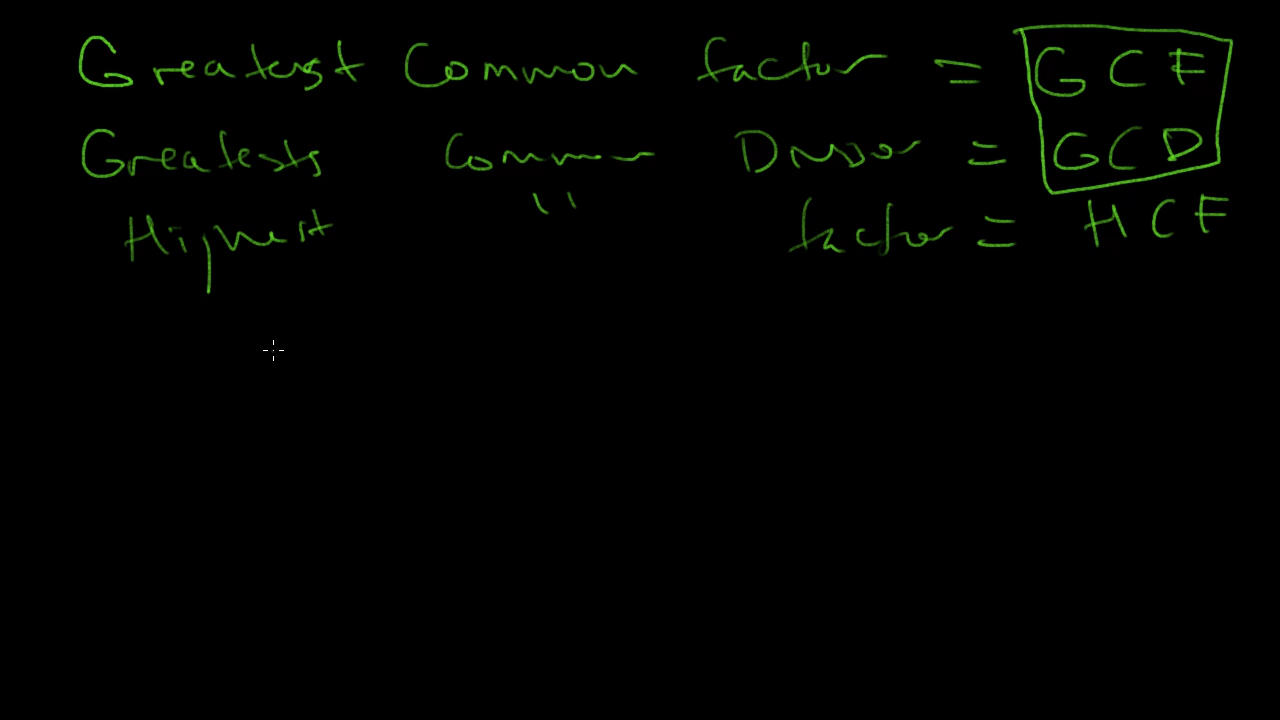 Greatest Common factor = GCF
Greatests Common Divisor = GCD
Highest " factor = HCF